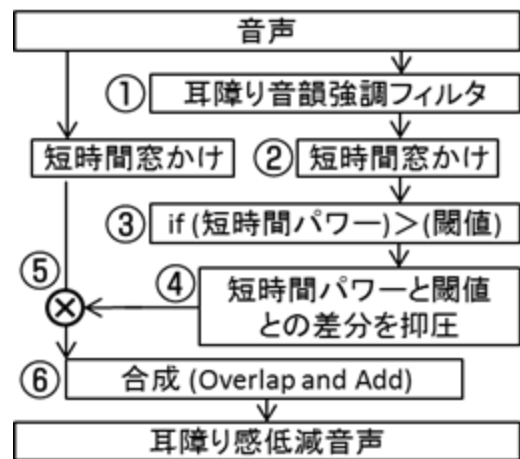 音声
① 耳障り音韻強調フィルタ
短時間窓かけ ② 短時間窓かけ
③ if (短時間パワー)＞(閾値)
⑤ ④ 短時間パワーと閾値
との差分を抑圧
⑥ 合成 (Overlap and Add)
耳障り感低減音声